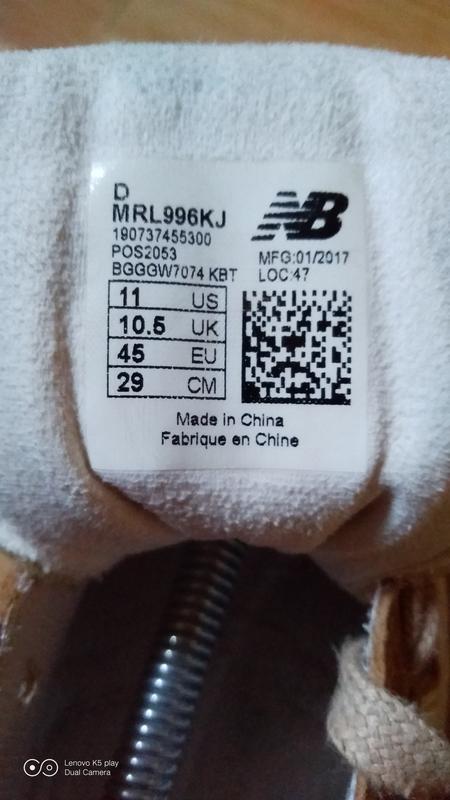 D
MRL996KJ
190737455300
POS2053
BGGGW7074 KBT
NB
MFG:01/2017
LOC:47
11 US
10.5 UK
45 EU
29 CM
Made in China
Fabrique en Chine
Lenovo K5 play
Dual Camera